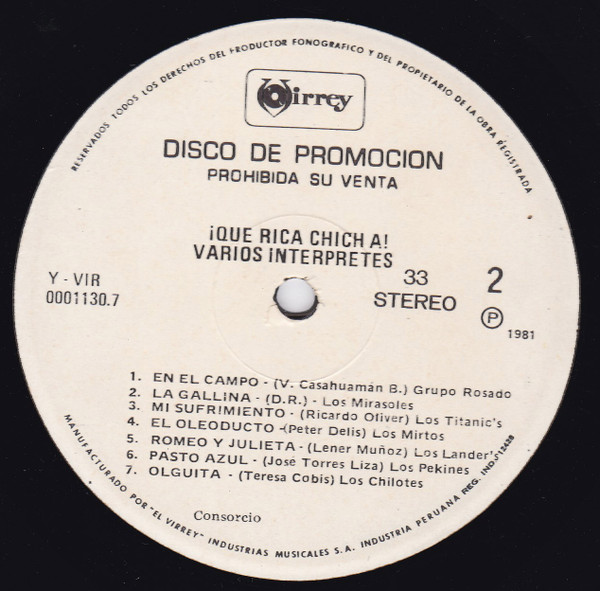 RESERVADOS TODOS LOS DERECHOS DEL PRODUCTOR FONOGRAFICO Y DEL PROPIETARIO DE LA OBRA REGISTRADA
Virrey
DISCO DE PROMOCION
PROHIBIDA SU VENTA
¡QUE RICA CHICH A!
VARIOS INTERPRETES
Y - VIR
0001130.7
33
STEREO
2
℗
1981
1. EN EL CAMPO - (V. Casahuamán B.) Grupo Rosado
2. LA GALLINA - (D.R.) - Los Mirasoles
3. MI SUFRIMIENTO - (Ricardo Oliver) Los Titanic's
4. EL OLEODUCTO -(Peter Delis) Los Mirtos
5. ROMEO Y JULIETA - (Lener Muñoz) Los Lander's
6. PASTO AZUL - (José Torres Liza) Los Pekines
7. OLGUITA - (Teresa Cobis) Los Chilotes
Consorcio
MANUFACTURADO POR "EL VIRREY" INDUSTRIAS MUSICALES S.A. INDUSTRIA PERUANA REG. IND. 512428